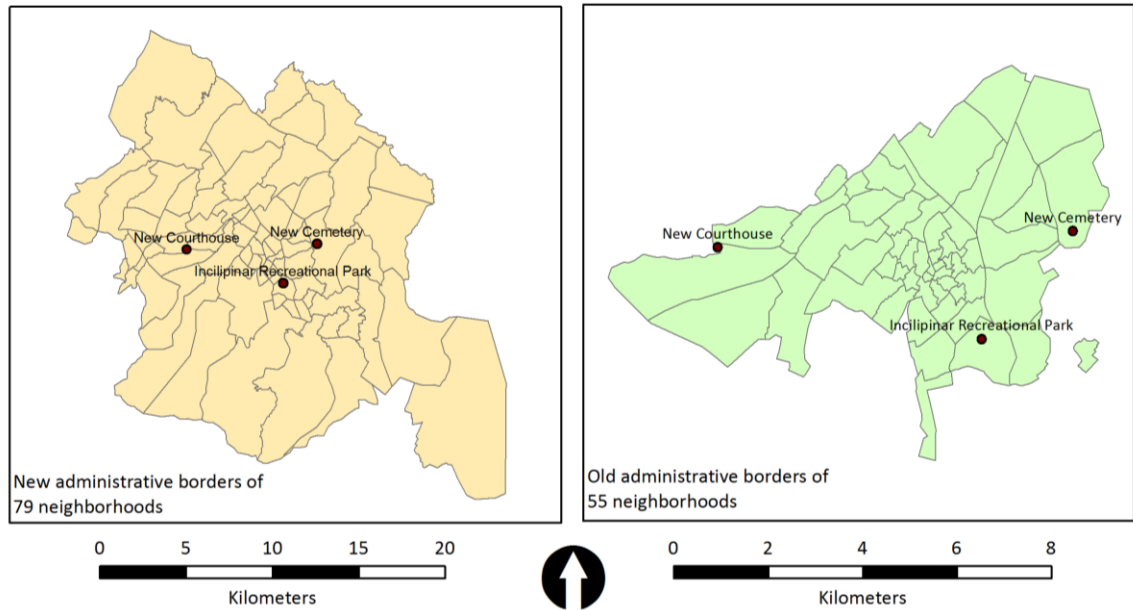 New Courthouse
New Cemetery
Incilipinar Recreational Park
New administrative borders of
79 neighborhoods
0 5 10 15 20
Kilometers
New Cemetery
New Courthouse
Incilipinar Recreational Park
Old administrative borders of
55 neighborhoods
0 2 4 6 8
Kilometers